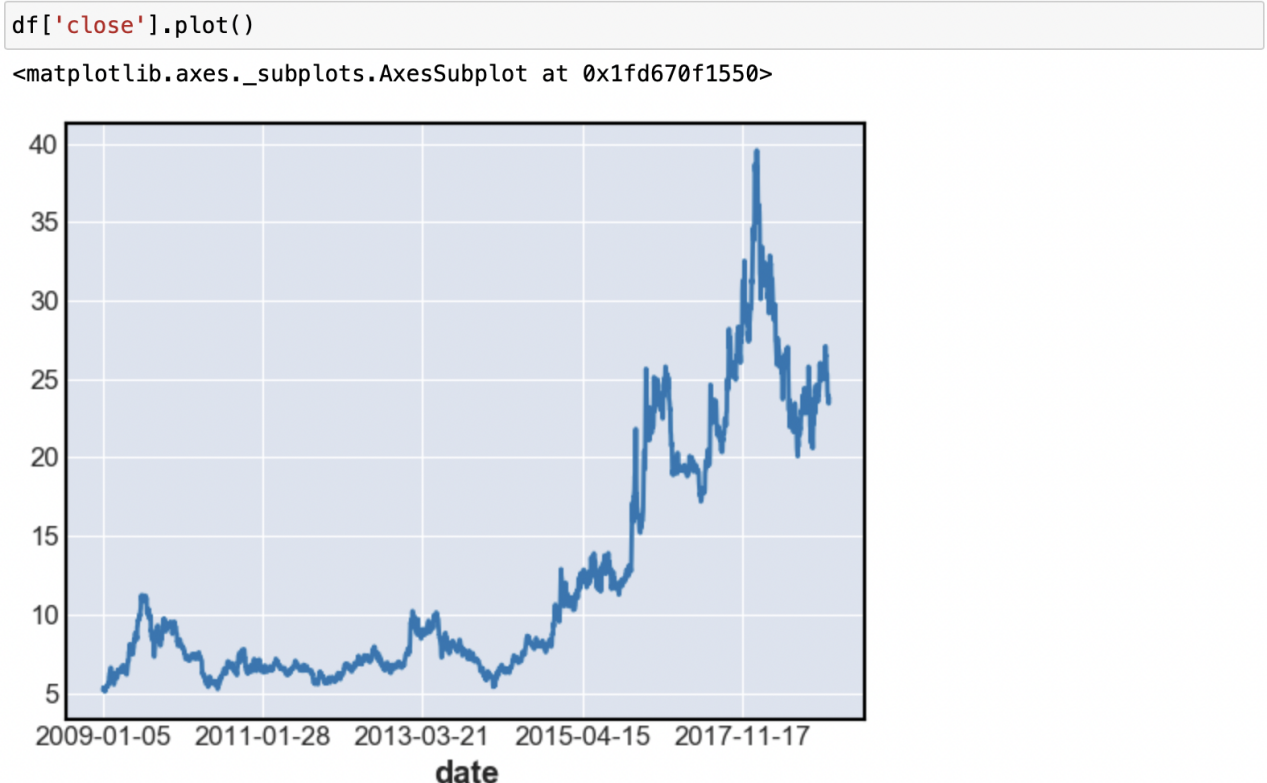 df['close'].plot()
<matplotlib.axes._subplots.AxesSubplot at 0x1fd670f1550>
40
35
30
25
20
15
10
5
2009-01-05 2011-01-28 2013-03-21 2015-04-15 2017-11-17
date